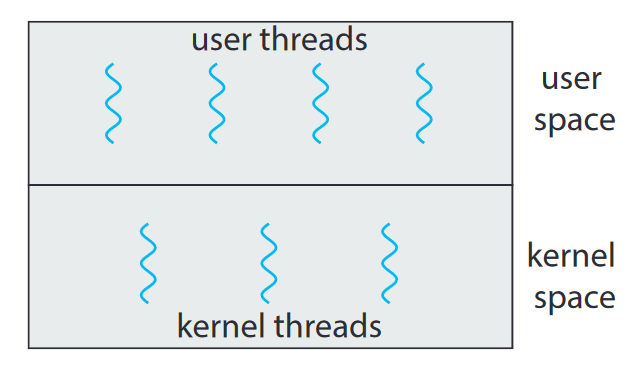 user threads
user
space
kernel
space
kernel threads